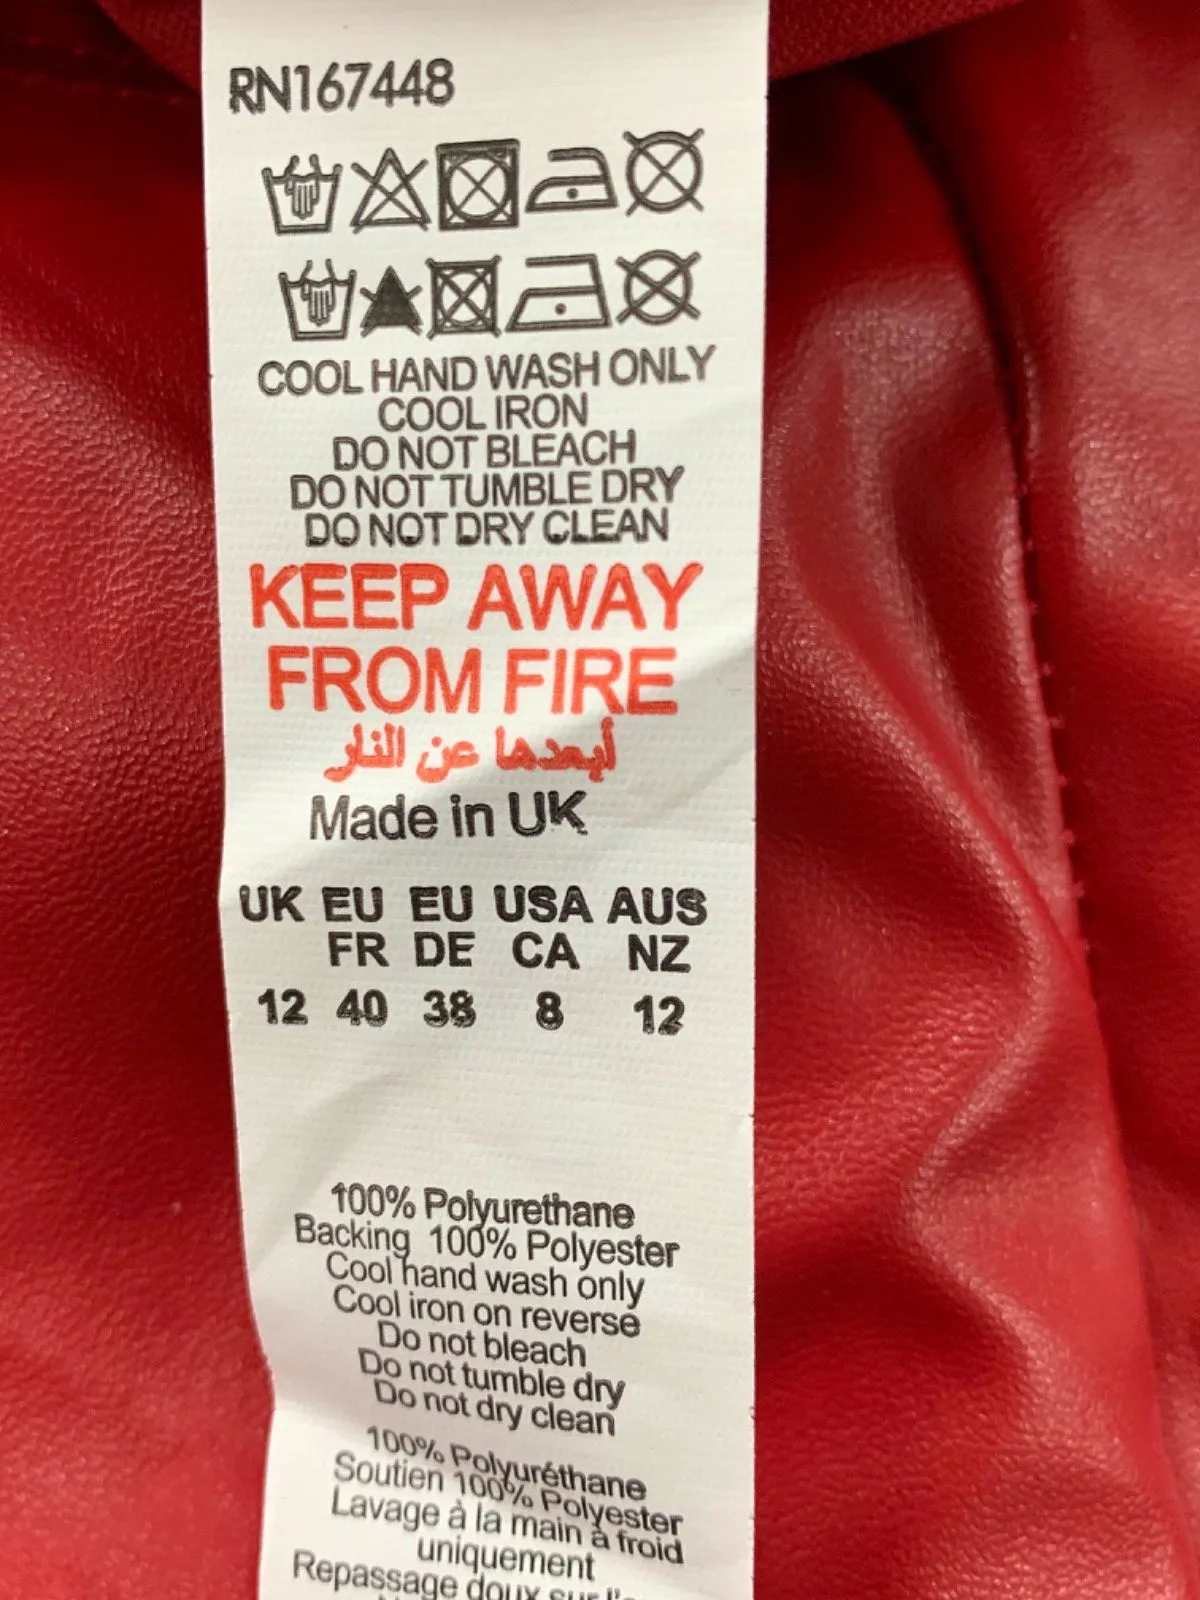 RN167448
COOL HAND WASH ONLY
COOL IRON
DO NOT BLEACH
DO NOT TUMBLE DRY
DO NOT DRY CLEAN
KEEP AWAY
FROM FIRE
أبعدها عن النار
Made in UK
UK EU EU USA AUS
FR DE CA NZ
12 40 38 8 12
100% Polyurethane
Backing 100% Polyester
Cool hand wash only
Cool iron on reverse
Do not bleach
Do not tumble dry
Do not dry clean
100% Polyuréthane
Soutien 100% Polyester
Lavage à la main à froid
uniquement
Repassage doux sur l'